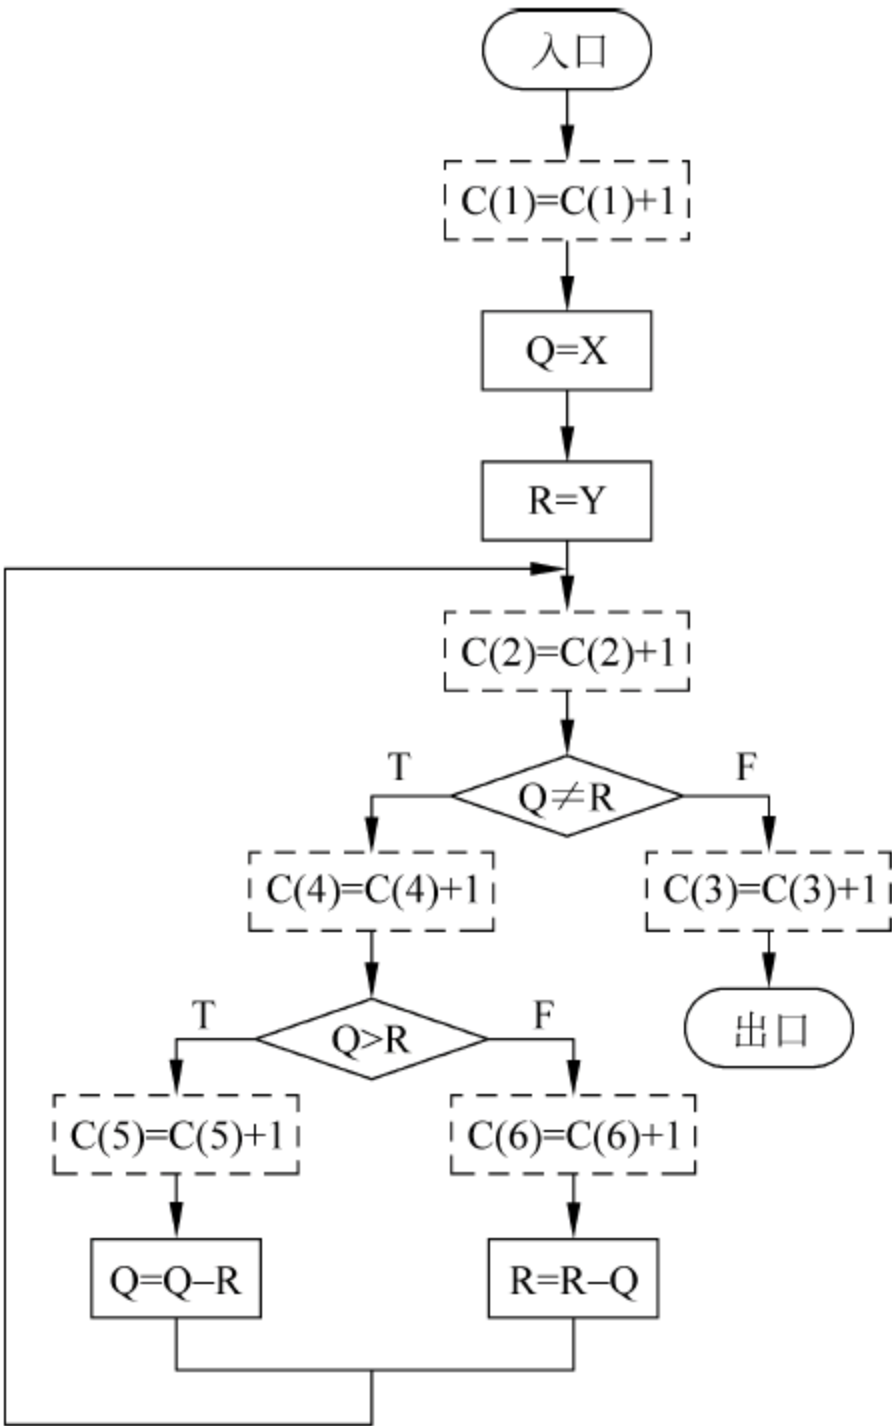 入口
C(1)=C(1)+1
Q=X
R=Y
C(2)=C(2)+1
T
F
Q≠R
C(4)=C(4)+1
C(3)=C(3)+1
T
F
Q>R
出口
C(5)=C(5)+1
C(6)=C(6)+1
Q=Q–R
R=R–Q